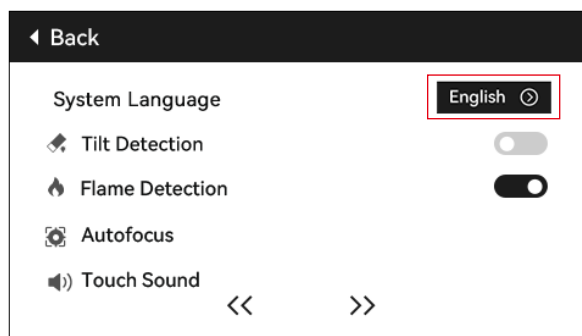 Back
System Language English
Tilt Detection
Flame Detection
Autofocus
Touch Sound
<< >>